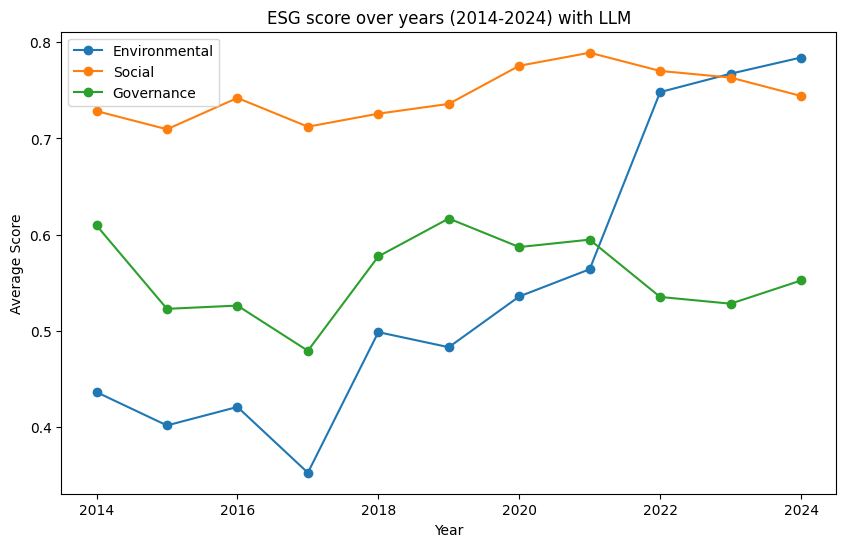 ESG score over years (2014-2024) with LLM
Environmental
Social
Governance
0.8
0.7
0.6
0.5
0.4
Average Score
2014 2016 2018 2020 2022 2024
Year